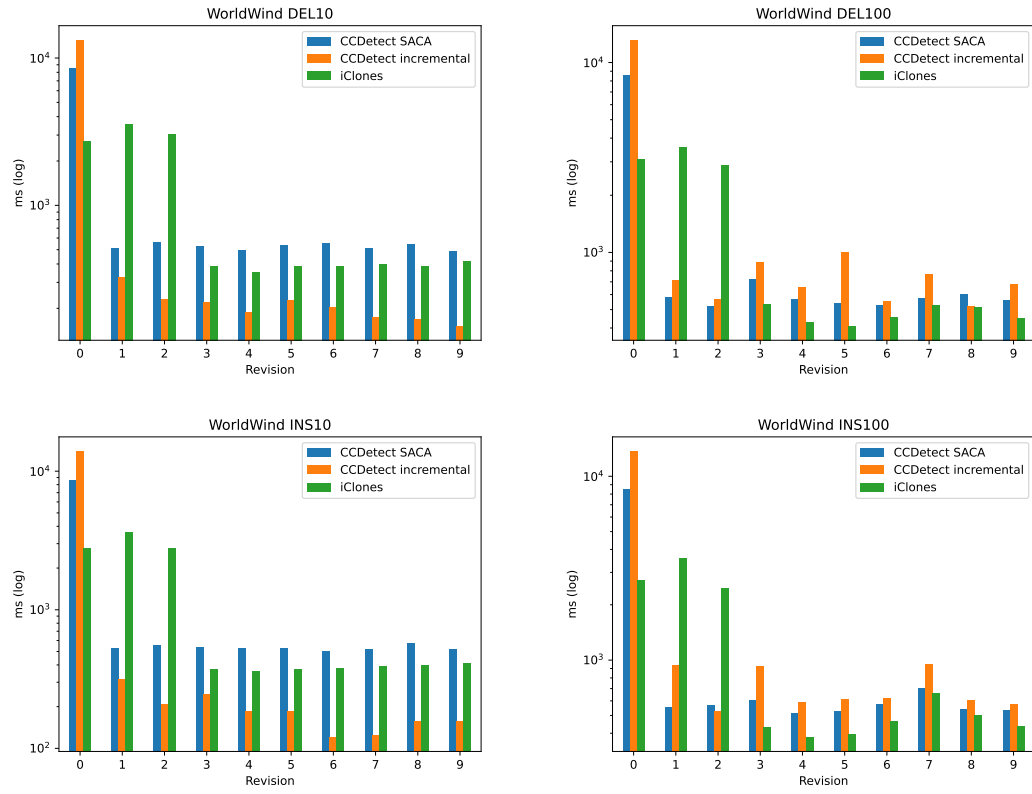 WorldWind DEL10
ms (log)
10^4
10^3
CCDetect SACA
CCDetect incremental
iClones
0 1 2 3 4 5 6 7 8 9
Revision
WorldWind DEL100
ms (log)
10^4
10^3
CCDetect SACA
CCDetect incremental
iClones
0 1 2 3 4 5 6 7 8 9
Revision
WorldWind INS10
ms (log)
10^4
10^3
10^2
CCDetect SACA
CCDetect incremental
iClones
0 1 2 3 4 5 6 7 8 9
Revision
WorldWind INS100
ms (log)
10^4
10^3
CCDetect SACA
CCDetect incremental
iClones
0 1 2 3 4 5 6 7 8 9
Revision